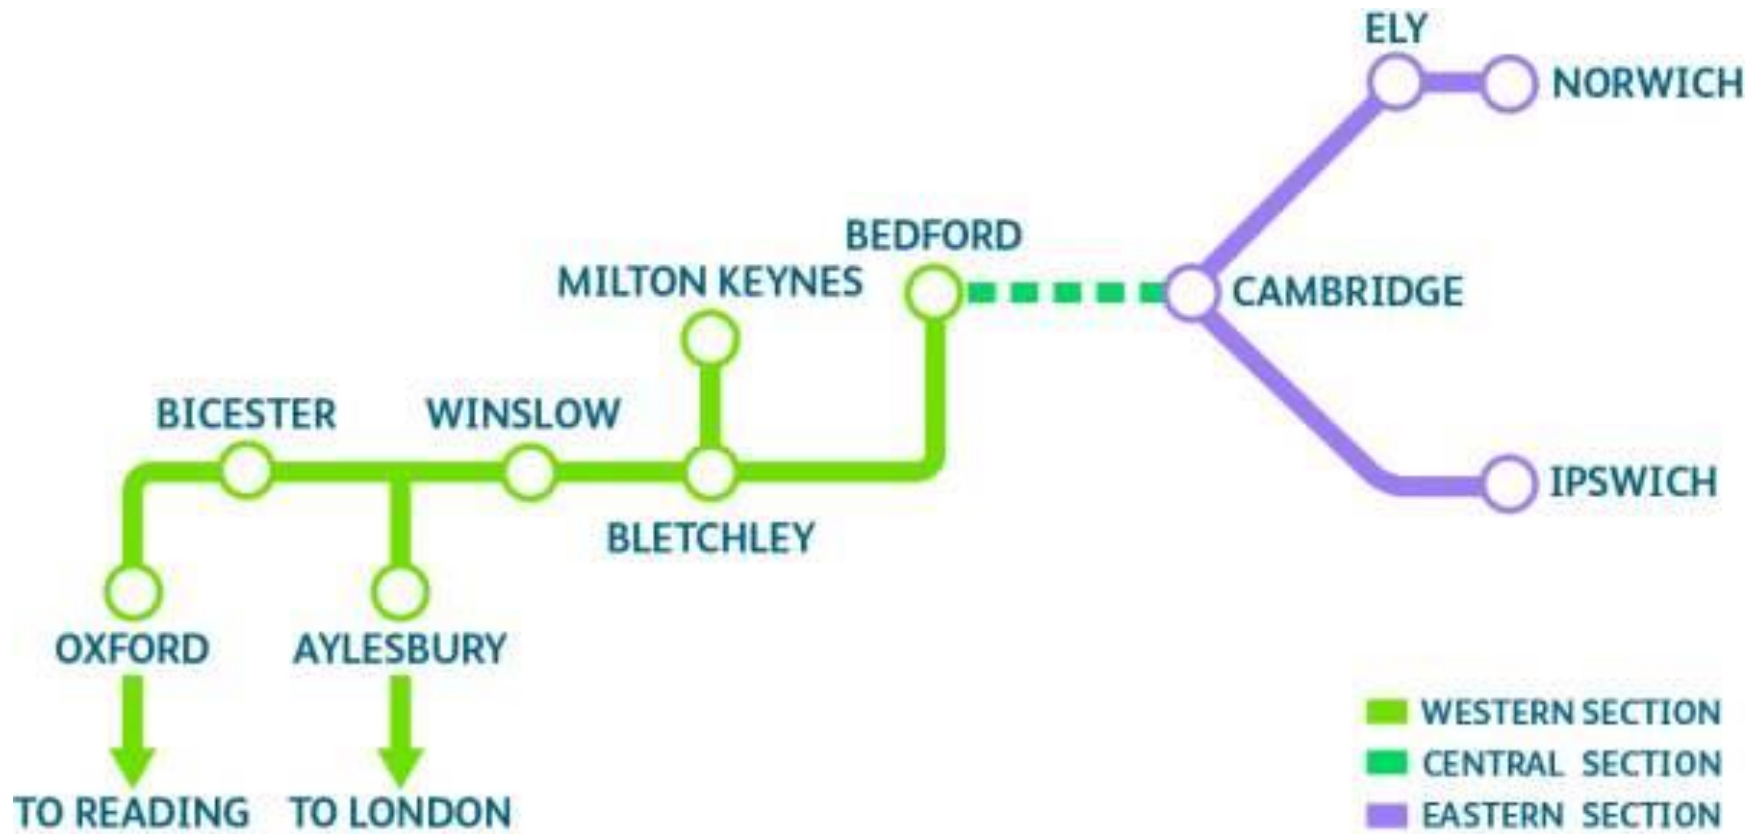 ELY
NORWICH
BEDFORD
MILTON KEYNES
CAMBRIDGE
BICESTER
WINSLOW
IPSWICH
BLETCHLEY
OXFORD
AYLESBURY
WESTERN SECTION
CENTRAL SECTION
EASTERN SECTION
TO READING
TO LONDON